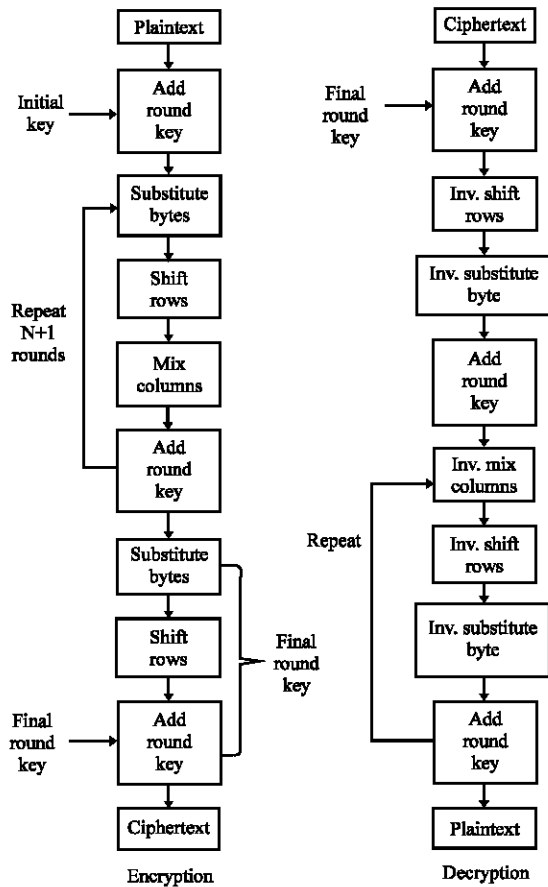 Plaintext
Initial
key
Add
round
key
Substitute
bytes
Shift
rows
Repeat
N+1
rounds
Mix
columns
Add
round
key
Substitute
bytes
Shift
rows
Final
round
key
Final
round
key
Add
round
key
Ciphertext
Encryption
Ciphertext
Final
round
key
Add
round
key
Inv. shift
rows
Inv. substitute
byte
Add
round
key
Inv. mix
columns
Repeat
Inv. shift
rows
Inv. substitute
byte
Add
round
key
Plaintext
Decryption